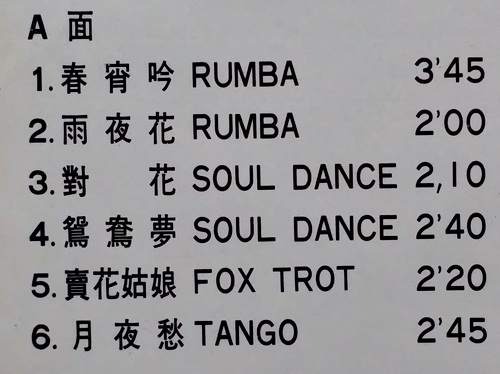 A 面
1. 春宵吟 RUMBA 3'45
2. 雨夜花 RUMBA 2'00
3. 對花 SOUL DANCE 2,10
4. 鴛鴦夢 SOUL DANCE 2'40
5. 賣花姑娘 FOX TROT 2'20
6. 月夜愁 TANGO 2'45